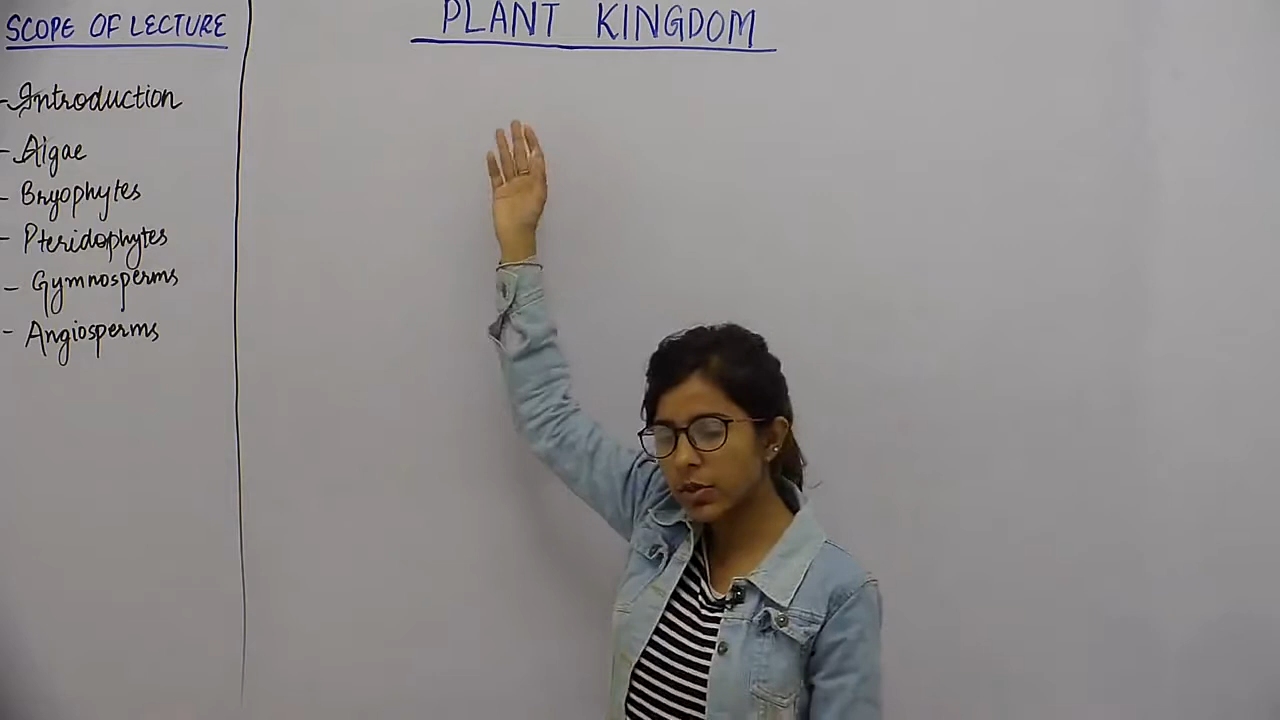 SCOPE OF LECTURE
PLANT KINGDOM
- Introduction
- Algae
- Bryophytes
- Pteridophytes
- Gymnosperms
- Angiosperms